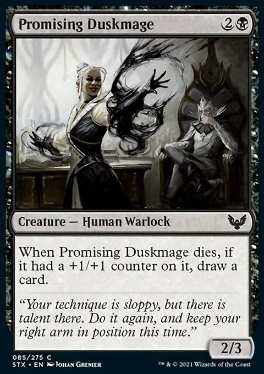 Promising Duskmage 2
Creature — Human Warlock
When Promising Duskmage dies, if
it had a +1/+1 counter on it, draw a
card.
“Your technique is sloppy, but there is
talent there. Do it again, and keep your
right arm in position this time.”
2/3
085/275 C
STX • EN Johan Grenier
™ & © 2021 Wizards of the Coast